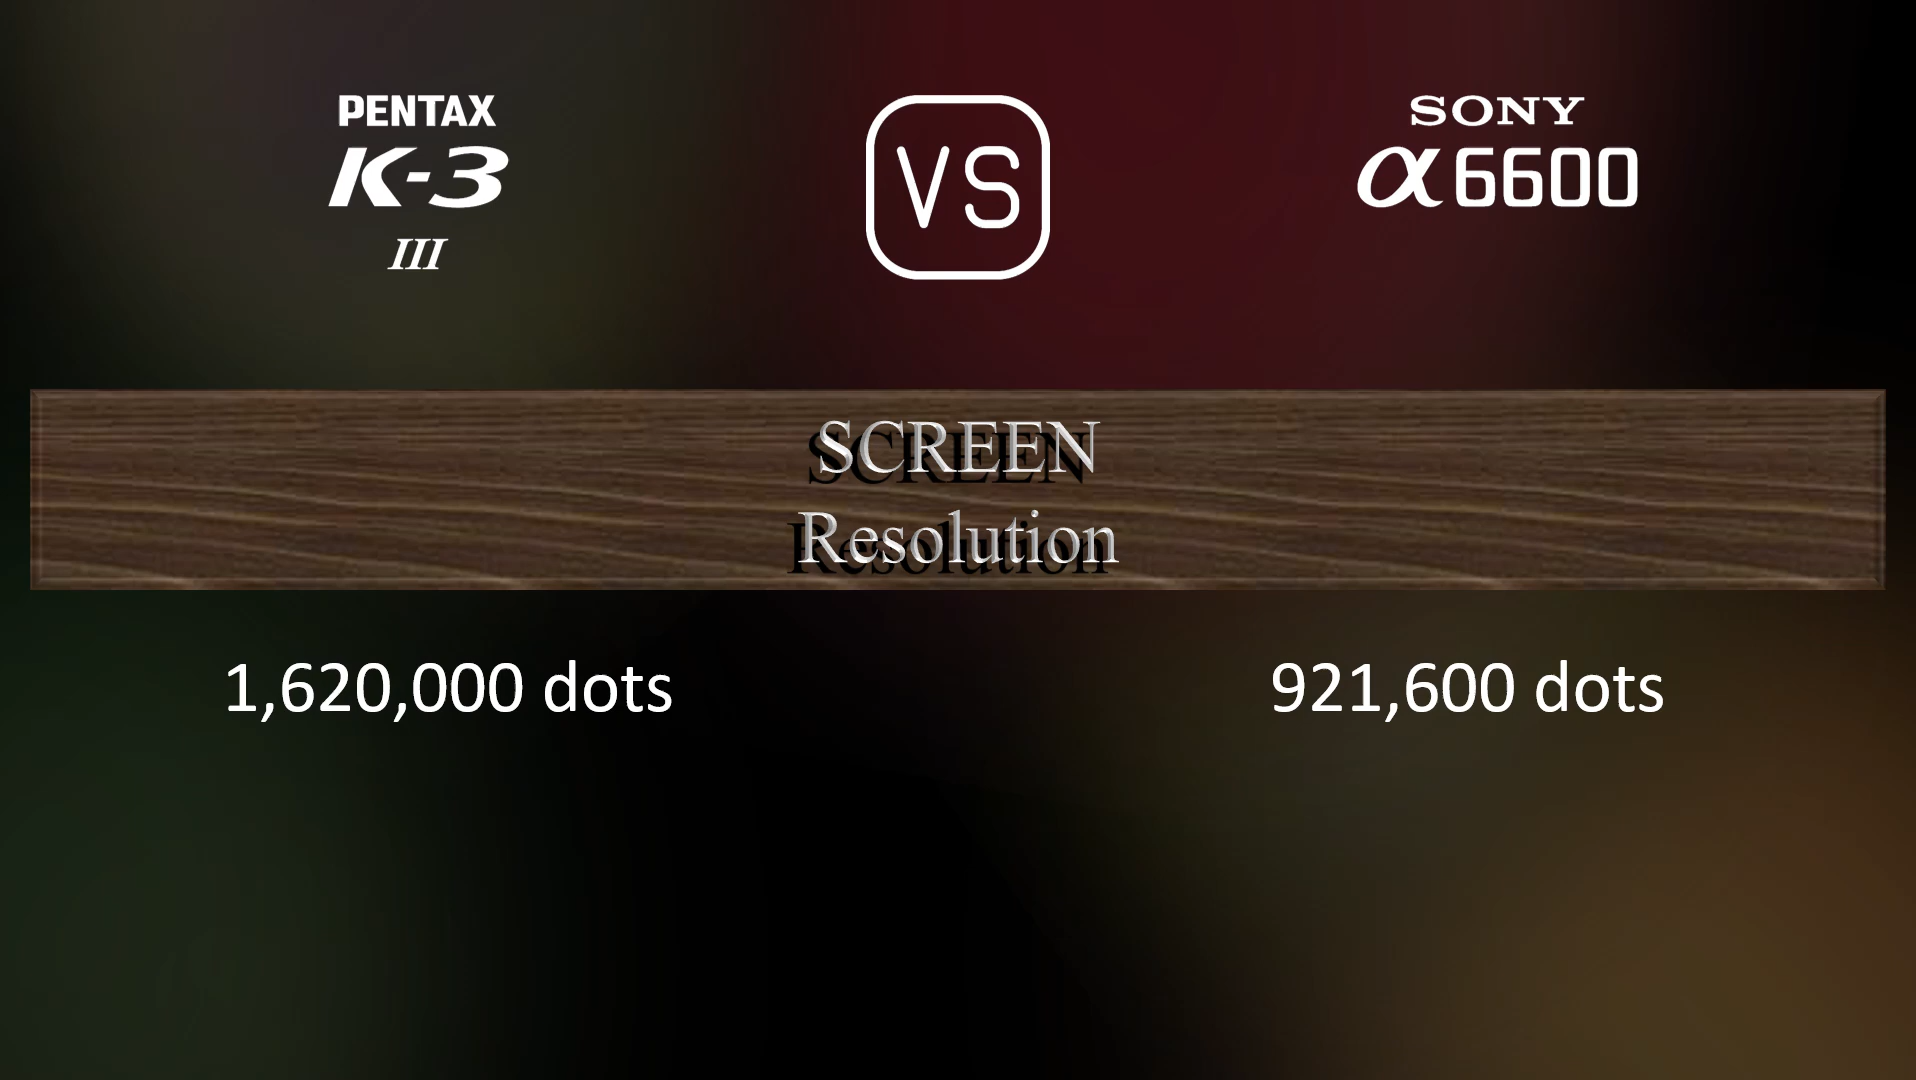 PENTAX
K-3
III
VS
SONY
α6600
SCREEN
Resolution
1,620,000 dots
921,600 dots